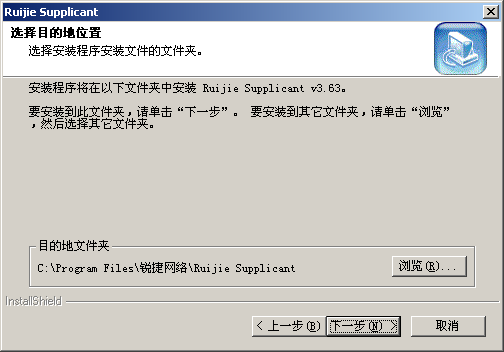 Ruijie Supplicant
选择目的地位置
选择安装程序安装文件的文件夹。
安装程序将在以下文件夹中安装 Ruijie Supplicant v3.63。
要安装到此文件夹，请单击“下一步”。 要安装到其它文件夹，请单击“浏览”
，然后选择其它文件夹。
目的地文件夹
C:\Program Files\锐捷网络\Ruijie Supplicant
浏览(R)...
InstallShield
< 上一步(B)
下一步(N) >
取消